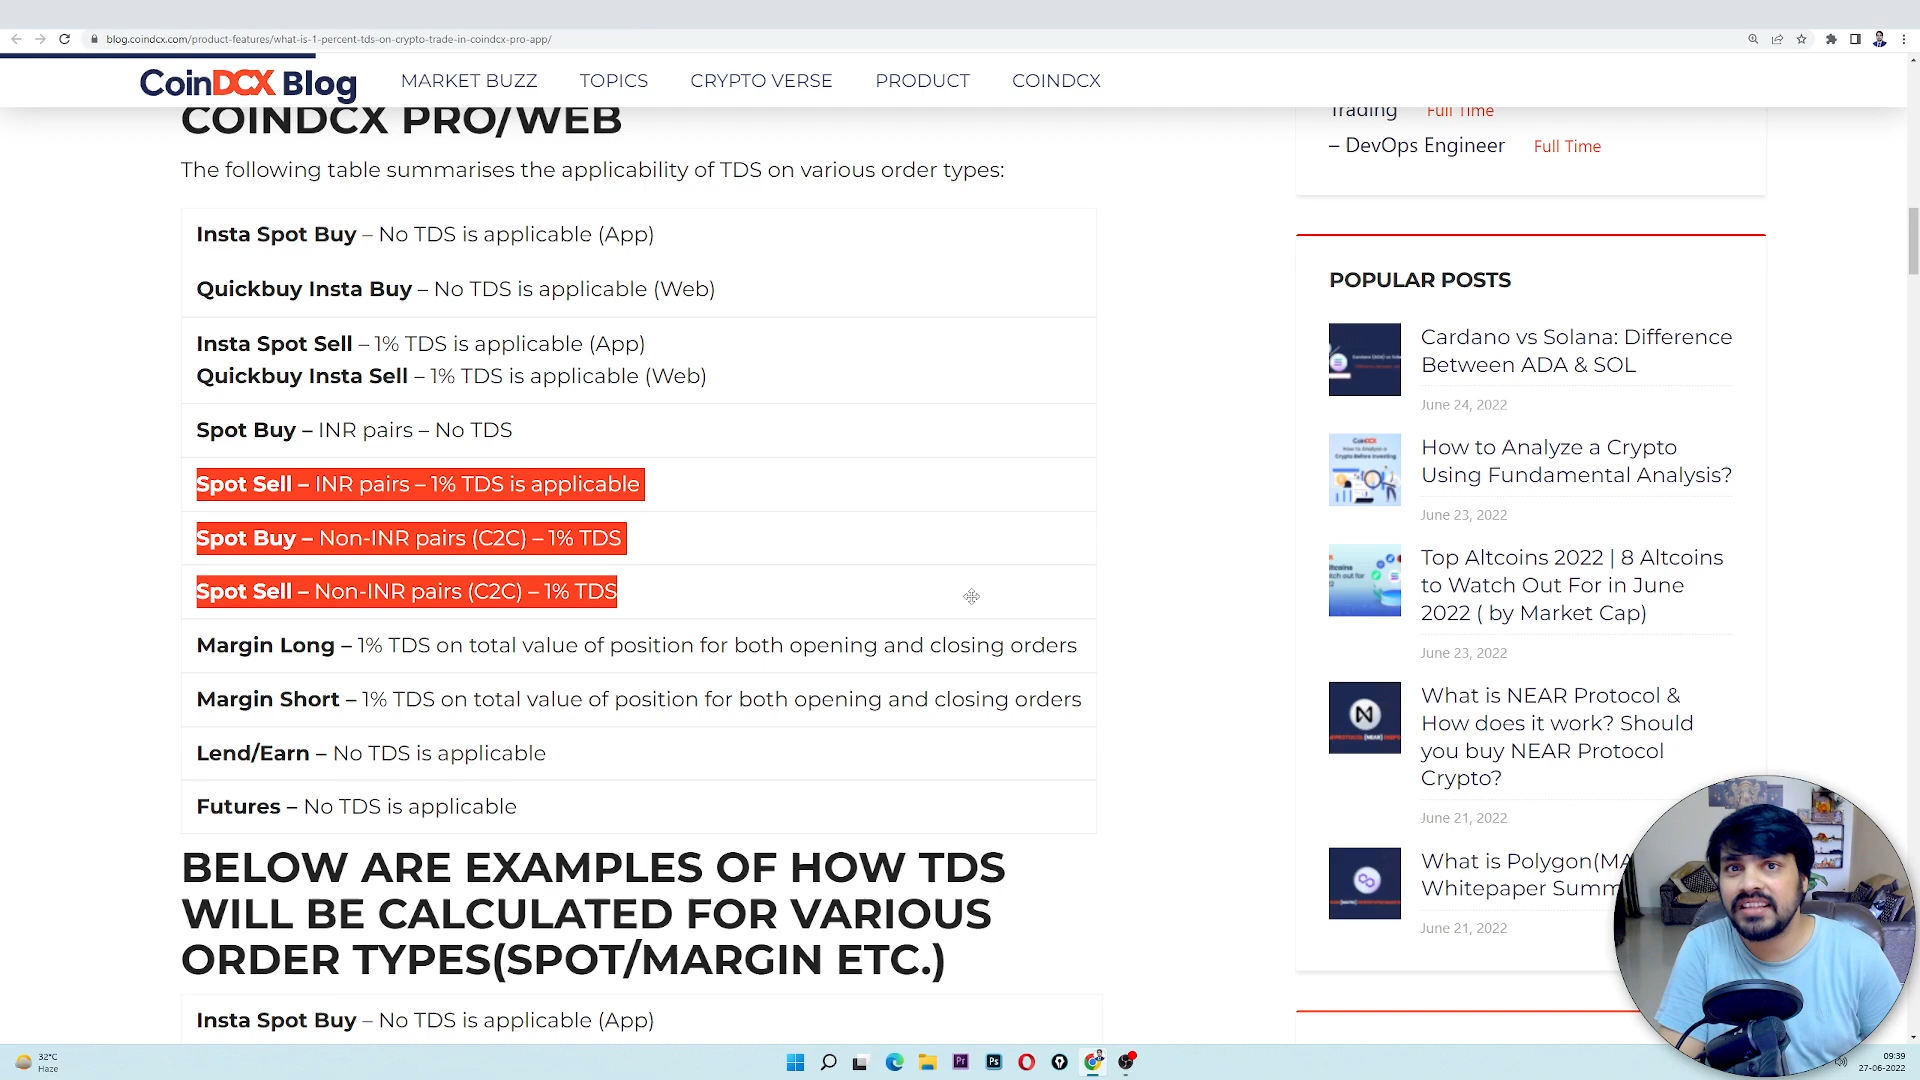 blog.coindcx.com/product-features/what-is-1-percent-tds-on-crypto-trade-in-coindcx-pro-app/
CoinDCX Blog
MARKET BUZZ
TOPICS
CRYPTO VERSE
PRODUCT
COINDCX
COINDCX PRO/WEB
The following table summarises the applicability of TDS on various order types:
Insta Spot Buy – No TDS is applicable (App)
Quickbuy Insta Buy – No TDS is applicable (Web)
Insta Spot Sell – 1% TDS is applicable (App)
Quickbuy Insta Sell – 1% TDS is applicable (Web)
Spot Buy – INR pairs – No TDS
Spot Sell – INR pairs – 1% TDS is applicable
Spot Buy – Non-INR pairs (C2C) – 1% TDS
Spot Sell – Non-INR pairs (C2C) – 1% TDS
Margin Long – 1% TDS on total value of position for both opening and closing orders
Margin Short – 1% TDS on total value of position for both opening and closing orders
Lend/Earn – No TDS is applicable
Futures – No TDS is applicable
BELOW ARE EXAMPLES OF HOW TDS
WILL BE CALCULATED FOR VARIOUS
ORDER TYPES(SPOT/MARGIN ETC.)
Insta Spot Buy – No TDS is applicable (App)
Trading Full Time
– DevOps Engineer Full Time
POPULAR POSTS
Cardano vs Solana: Difference
Between ADA & SOL
June 24, 2022
How to Analyze a Crypto
Using Fundamental Analysis?
June 23, 2022
Top Altcoins 2022 | 8 Altcoins
to Watch Out For in June
2022 ( by Market Cap)
June 23, 2022
What is NEAR Protocol &
How does it work? Should
you buy NEAR Protocol
Crypto?
June 21, 2022
What is Polygon(MA
Whitepaper Summ
June 21, 2022
32°C
Haze
Pr
Ps
09:39
27-06-2022